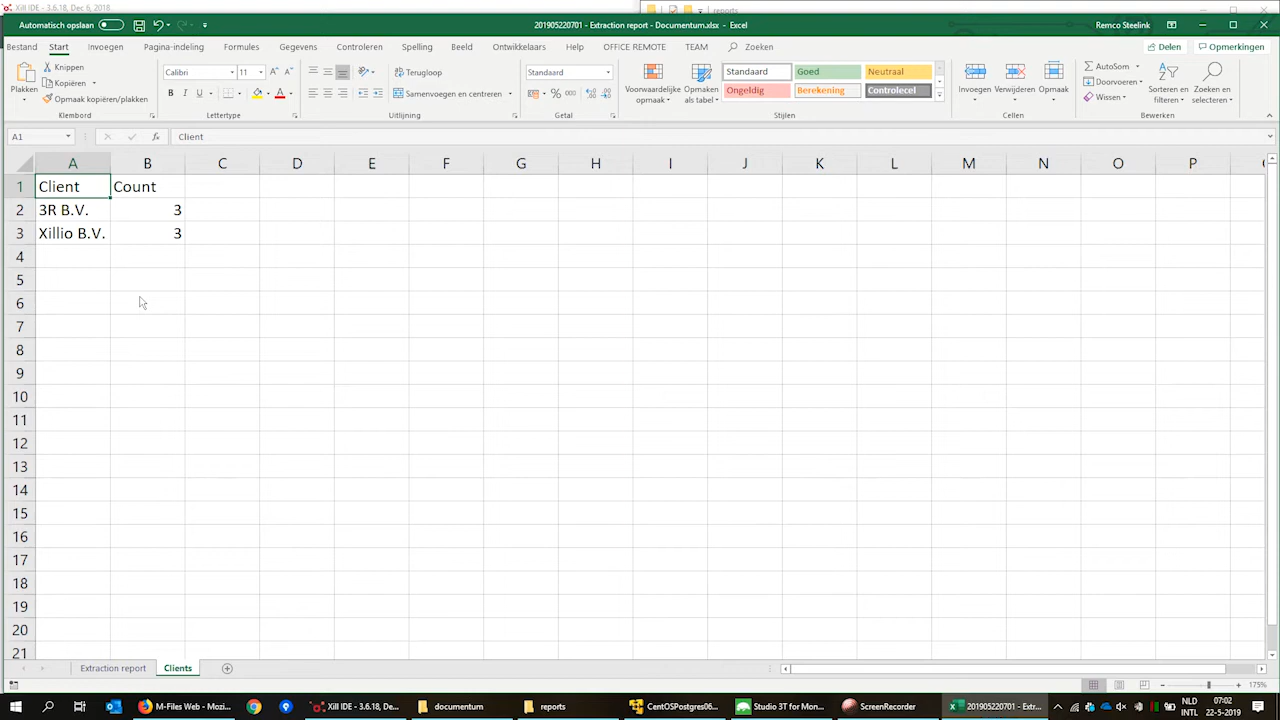 Xill IDE - 3.6.18, Dec 6, 2018
reports
Automatisch opslaan
201905220701 - Extraction report - Documentum.xlsx - Excel
Remco Steelink
Bestand Start Invoegen Pagina-indeling Formules Gegevens Controleren Spelling Beeld Ontwikkelaars Help OFFICE REMOTE TEAM Zoeken Delen Opmerkingen
Plakken
Knippen
Kopiëren
Opmaak kopiëren/plakken
Klembord
Calibri 11
B I U
Lettertype
Terugloop
Samenvoegen en centreren
Uitlijning
Standaard
% 000
Getal
Voorwaardelijke opmaak
Opmaken als tabel
Standaard Goed Neutraal
Ongeldig Berekening Controlecel
Stijlen
Invoegen Verwijderen Opmaak
Cellen
AutoSom
Doorvoeren
Wissen
Sorteren en filteren
Zoeken en selecteren
Bewerken
A1 fx Client
A B C D E F G H I J K L M N O P
1 Client Count
2 3R B.V. 3
3 Xillio B.V. 3
4
5
6
7
8
9
10
11
12
13
14
15
16
17
18
19
20
21
Extraction report Clients
175%
M-Files Web - Mozi...
Xill IDE - 3.6.18, De...
documentum
reports
CentOSPostgres06...
Studio 3T for Mon...
ScreenRecorder
201905220701 - Extr...
NLD
INTL
07:02
22-5-2019